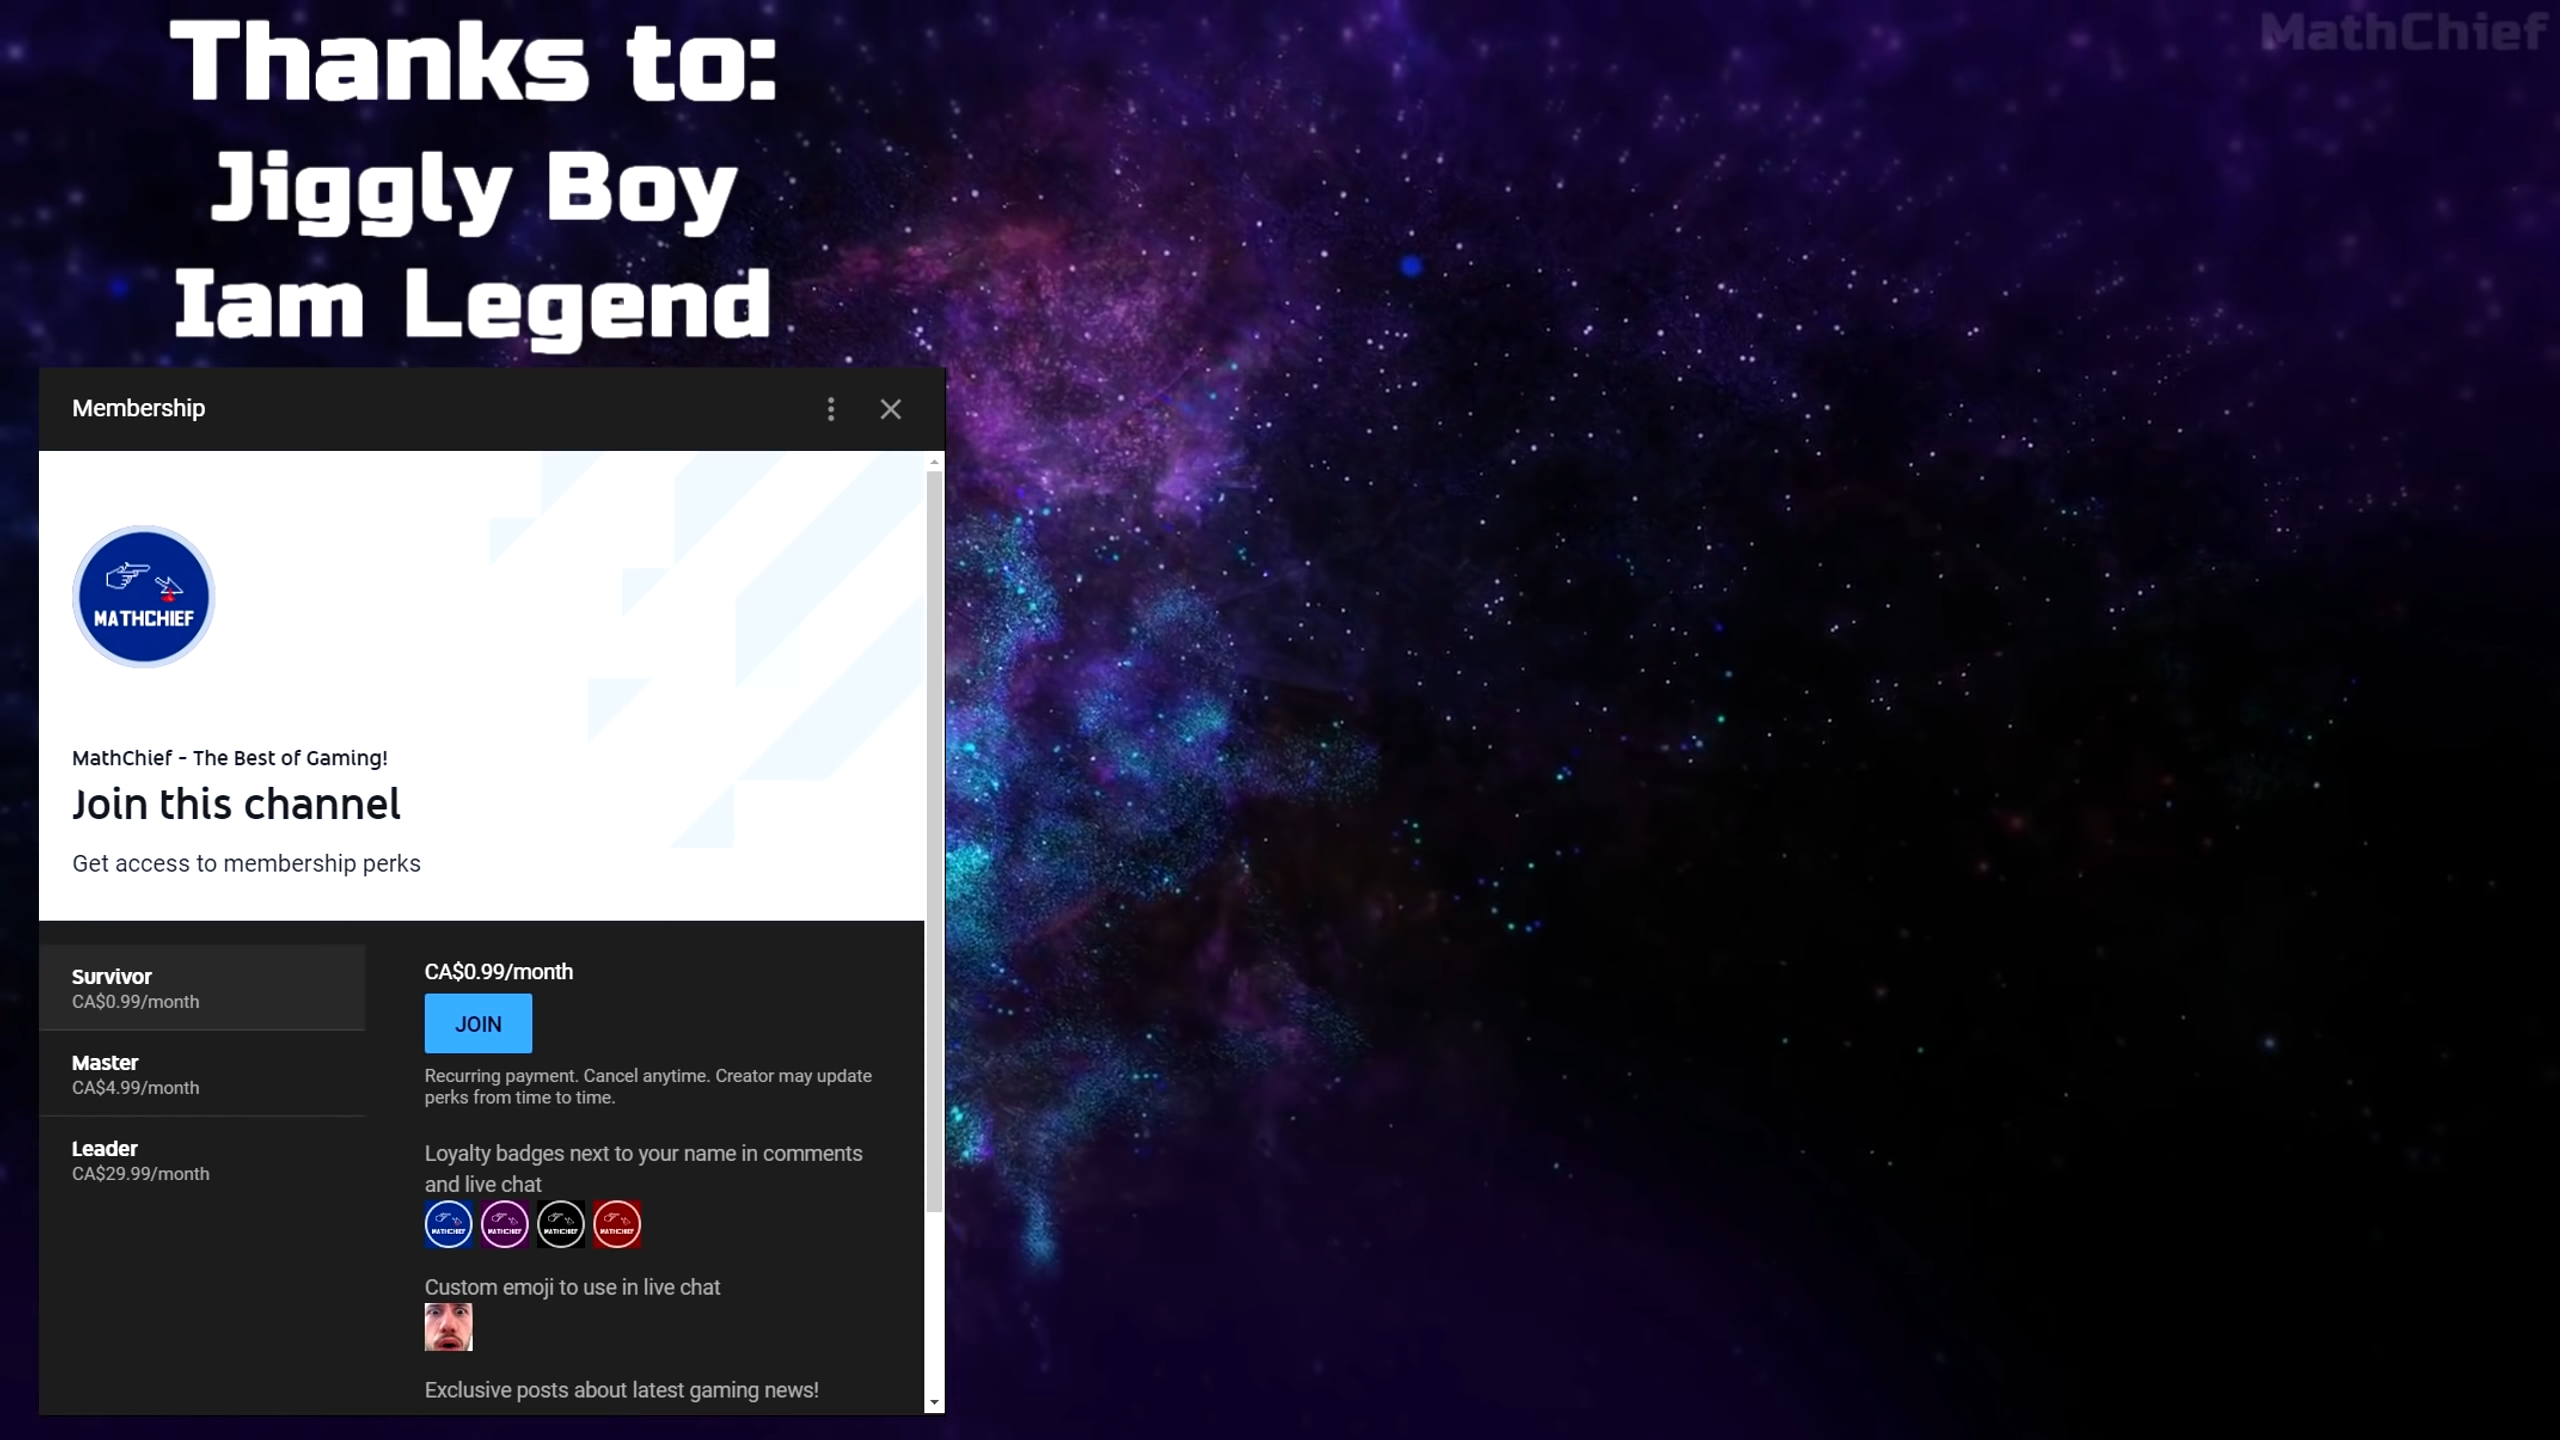 MathChief
Thanks to:
Jiggly Boy
Iam Legend
Membership
MATHCHIEF
MathChief - The Best of Gaming!
Join this channel
Get access to membership perks
Survivor
CA$0.99/month
Master
CA$4.99/month
Leader
CA$29.99/month
CA$0.99/month
JOIN
Recurring payment. Cancel anytime. Creator may update
perks from time to time.
Loyalty badges next to your name in comments
and live chat
MATHCHIEF MATHCHIEF MATHCHIEF MATHCHIEF
Custom emoji to use in live chat
Exclusive posts about latest gaming news!